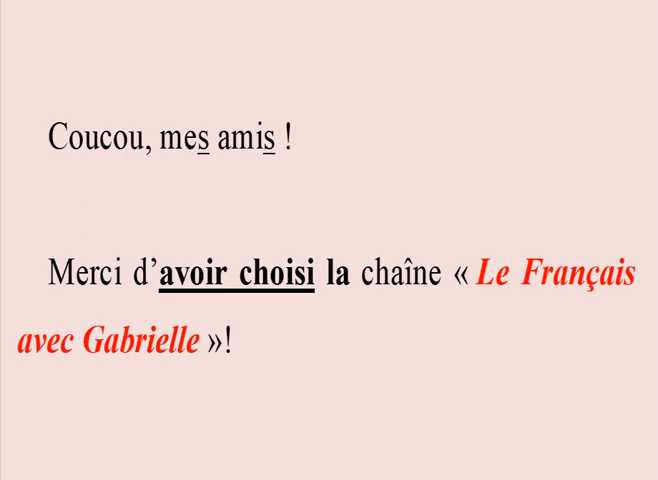 Coucou, mes amis !
Merci d’avoir choisi la chaîne « Le Français
avec Gabrielle »!